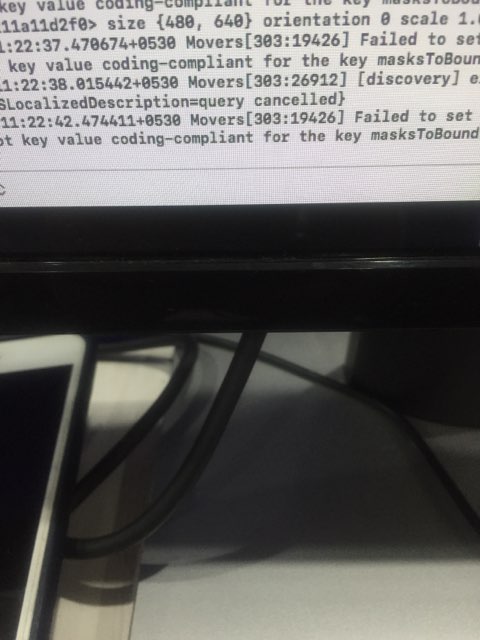 key value coding-compliant for the key masksToBoun
11a11d2f0> size {480, 640} orientation 0 scale 1.0
1:22:37.470674+0530 Movers[303:19426] Failed to set
key value coding-compliant for the key masksToBoun
1:22:38.015442+0530 Movers[303:26912] [discovery] e
SLocalizedDescription=query cancelled}
11:22:42.474411+0530 Movers[303:19426] Failed to set
ot key value coding-compliant for the key masksToBound